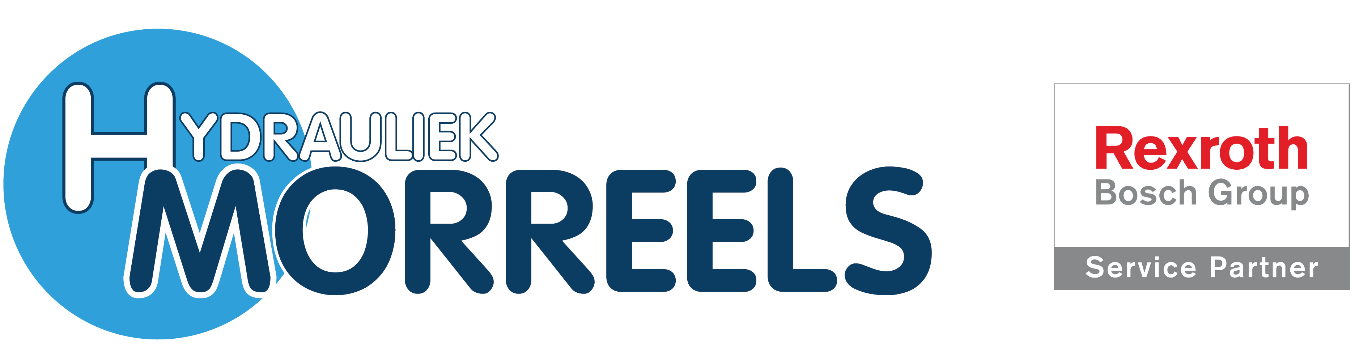 HYDRAULIEK
MORREELS
Rexroth
Bosch Group
Service Partner